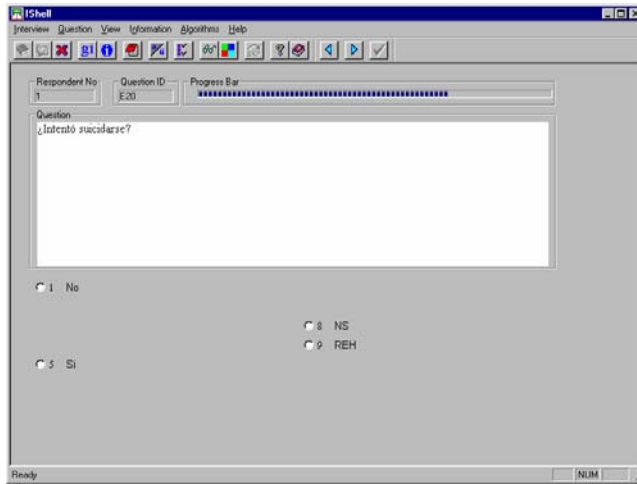 IShell
Interview Question View Information Algorithms Help
g1
Respondent No
Question ID
Progress Bar
1
E20
Question
¿Intentó suicidarse?
1 No
8 NS
9 REH
5 Si
Ready
NUM